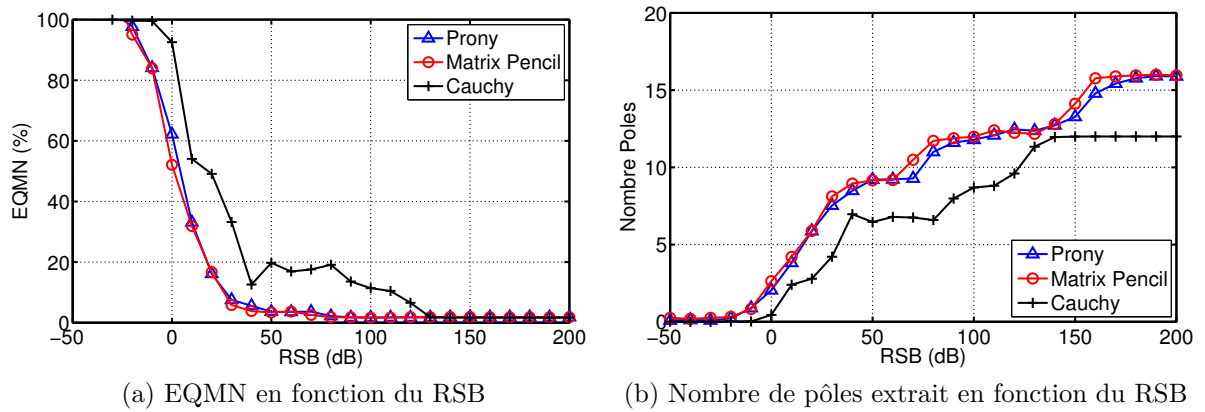 100
80
60
40
20
0
EQMN (%)
−50
0
50
100
150
200
RSB (dB)
Prony
Matrix Pencil
Cauchy
(a) EQMN en fonction du RSB
20
15
10
5
0
Nombre Poles
−50
0
50
100
150
200
RSB (dB)
Prony
Matrix Pencil
Cauchy
(b) Nombre de pôles extrait en fonction du RSB